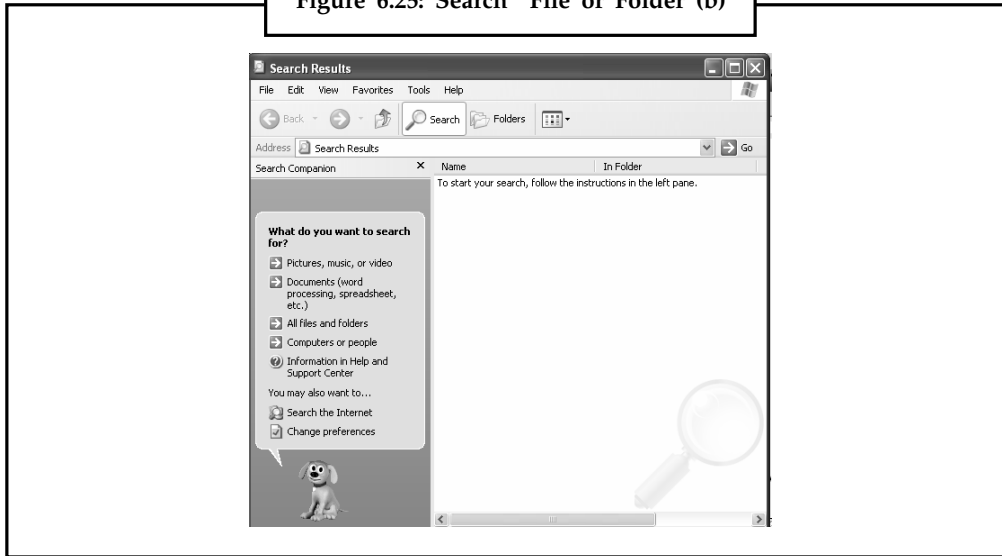 Figure 6.25: Search File or Folder (b)
Search Results
File Edit View Favorites Tools Help
Back Search Folders
Address Search Results Go
Search Companion Name In Folder
To start your search, follow the instructions in the left pane.
What do you want to search
for?
Pictures, music, or video
Documents (word
processing, spreadsheet,
etc.)
All files and folders
Computers or people
Information in Help and
Support Center
You may also want to...
Search the Internet
Change preferences